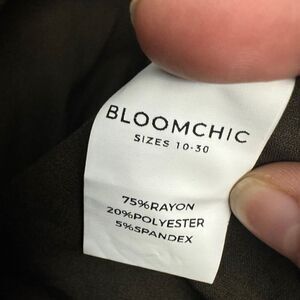 BLOOMCHIC
SIZES 10-30
75%RAYON
20%POLYESTER
5%SPANDEX